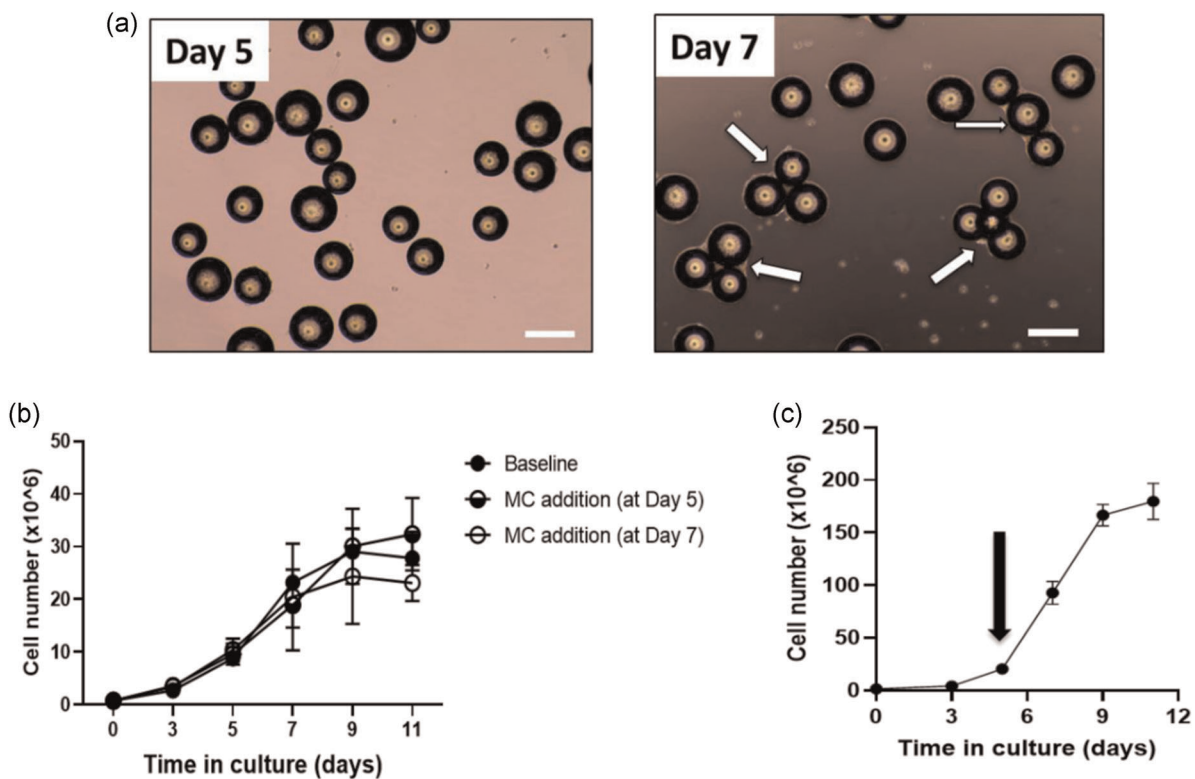 (a)
Day 5
Day 7
(b)
Cell number (x10^6)
50
40
30
20
10
0
0 3 5 7 9 11
Time in culture (days)
Baseline
MC addition (at Day 5)
MC addition (at Day 7)
(c)
Cell number (x10^6)
250
200
150
100
50
0
0 3 6 9 12
Time in culture (days)